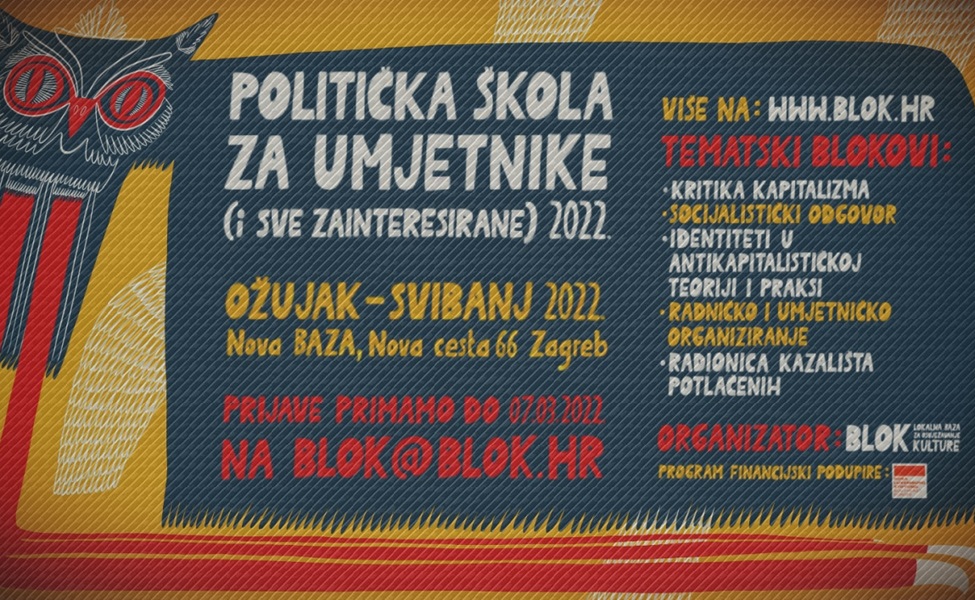 POLITIČKA ŠKOLA
ZA UMJETNIKE
(i SVE ZAINTERESIRANE) 2022.
OŽUJAK-SVIBANJ 2022.
Nova BAZA, Nova cesta 66 Zagreb
PRIJAVE PRIMAMO DO 07.03.2022.
NA BLOK@BLOK.HR
VIŠE NA: WWW.BLOK.HR
TEMATSKI BLOKOVI:
·KRITIKA KAPITALIZMA
·SOCIJALISTIČKI ODGOVOR
·IDENTITETI U
ANTIKAPITALISTIČKOJ
TEORIJI I PRAKSI
·RADNIČKO I UMJETNIČKO
ORGANIZIRANJE
·RADIONICA KAZALIŠTA
POTLAČENIH
ORGANIZATOR: BLOK
LOKALNA BAZA
ZA OSVJEŽAVANJE
KULTURE
PROGRAM FINANCIJSKI PODUPIRE: